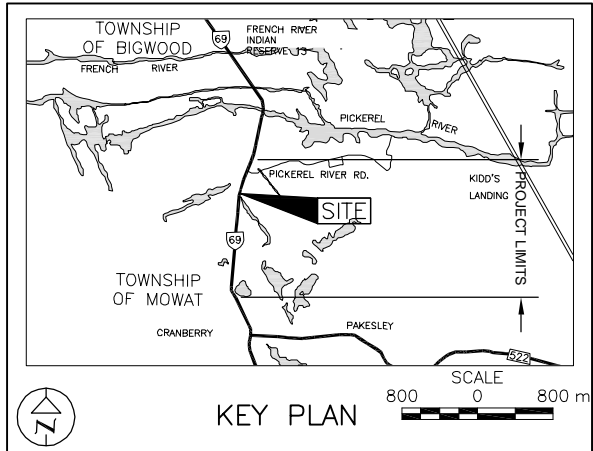 TOWNSHIP
OF BIGWOOD
69
FRENCH RIVER
INDIAN
RESERVE 13
FRENCH RIVER
PICKEREL RIVER
PICKEREL RIVER RD.
KIDD'S
LANDING
PROJECT LIMITS
SITE
69
TOWNSHIP
OF MOWAT
CRANBERRY
PAKESLEY
522
SCALE
800 0 800 m
KEY PLAN
N